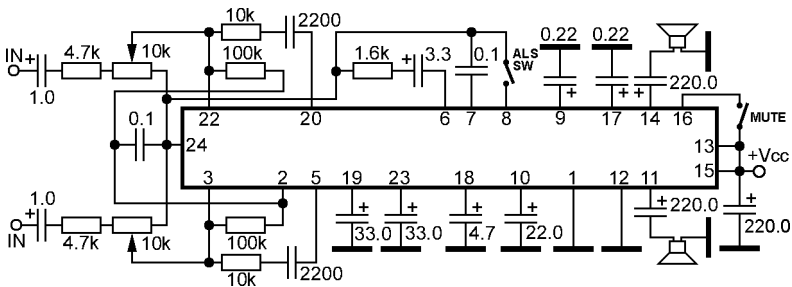 10k 2200 0.22 0.22
IN + 4.7k 10k 100k 1.6k + 3.3 0.1 ALS SW
1.0 + + + 220.0
22 20 6 7 8 9 17 14 16
MUTE
0.1 24 13
+Vcc
15
3 2 5 19 23 18 10 1 12 11
1.0 + + + + + +
+ 220.0
IN 4.7k 10k 100k 33.0 33.0 4.7 22.0 220.0
2200
10k